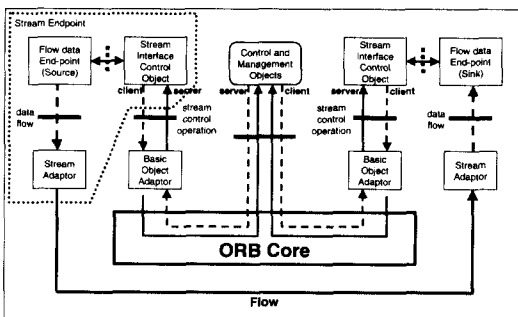 Stream Endpoint
Flow data
End-point
(Source)
Stream
Interface
Control
Object
Control and
Management
Objects
Stream Interface
Control
Object
Flow data
End-point
(Sink)
client
server
server
client
server
client
data
flow
stream
control
operation
stream
control
operation
data
flow
Stream
Adaptor
Basic
Object
Adaptor
Basic
Object
Adaptor
Stream
Adaptor
ORB Core
Flow